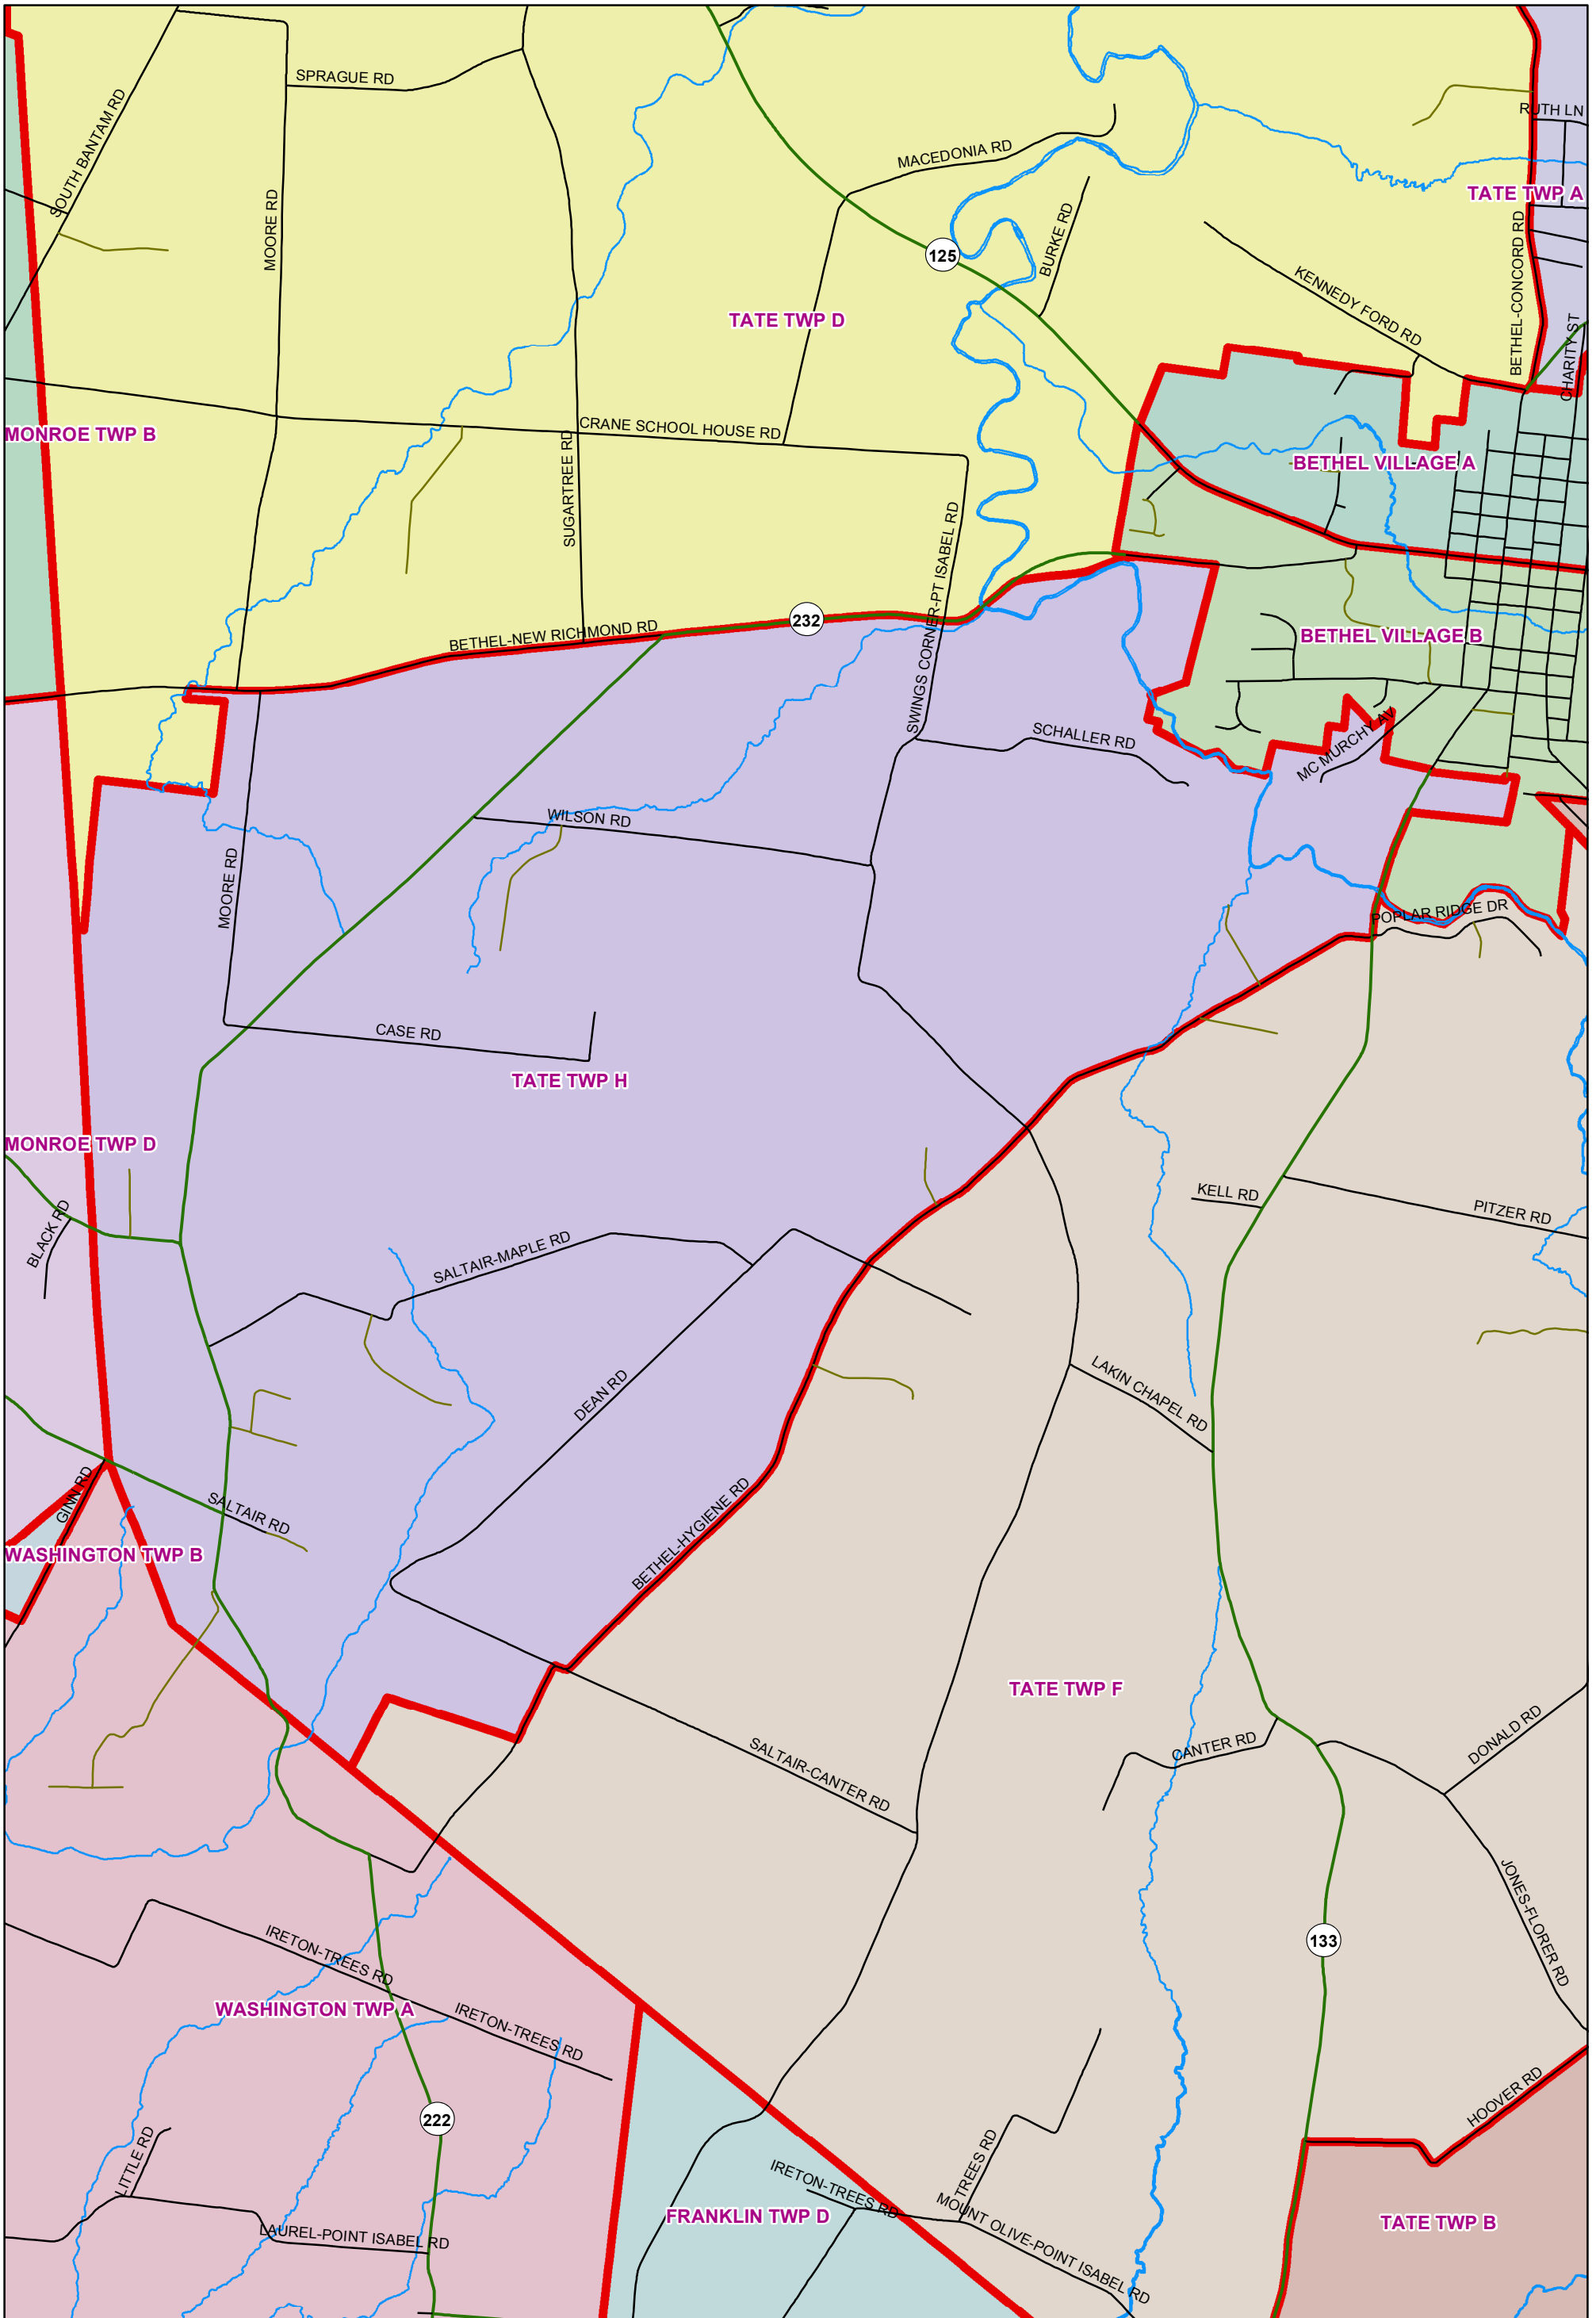 SPRAGUE RD
SOUTH BANTAM RD
RUTH LN
MACEDONIA RD
TATE TWP A
MOORE RD
BURKE RD
125
BETHEL-CONCORD RD
KENNEDY FORD RD
TATE TWP D
CHARITY ST
MONROE TWP B
CRANE SCHOOL HOUSE RD
BETHEL VILLAGE A
SUGARTREE RD
SWINGS CORNER-PT ISABEL RD
232
BETHEL-NEW RICHMOND RD
BETHEL VILLAGE B
SCHALLER RD
MC MURCHY AV
WILSON RD
MOORE RD
POPLAR RIDGE DR
CASE RD
TATE TWP H
MONROE TWP D
KELL RD
PITZER RD
BLACK RD
SALTAIR-MAPLE RD
LAKIN CHAPEL RD
DEAN RD
GINN RD
SALTAIR RD
BETHEL-HYGIENE RD
WASHINGTON TWP B
TATE TWP F
CANTER RD
DONALD RD
SALTAIR-CANTER RD
JONES-FLORER RD
133
IRETON-TREES RD
WASHINGTON TWP A
IRETON-TREES RD
HOOVER RD
222
LITTLE RD
TREES RD
IRETON-TREES RD
MOUNT OLIVE-POINT ISABEL RD
FRANKLIN TWP D
TATE TWP B
LAUREL-POINT ISABEL RD